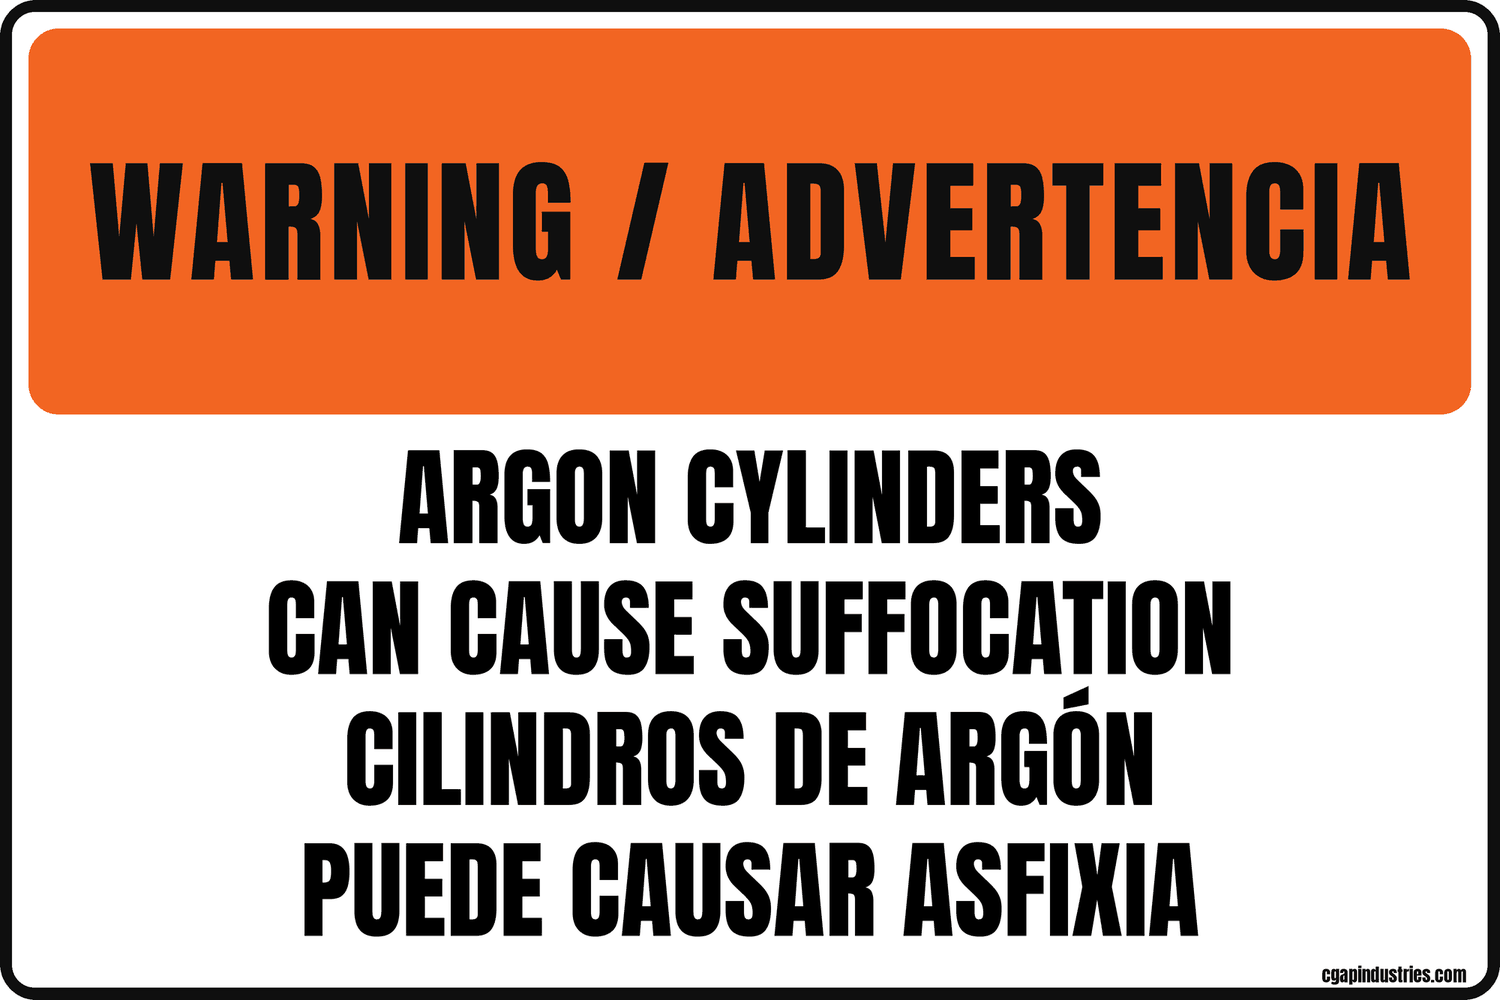 WARNING / ADVERTENCIA
ARGON CYLINDERS
CAN CAUSE SUFFOCATION
CILINDROS DE ARGÓN
PUEDE CAUSAR ASFIXIA
cgapindustries.com